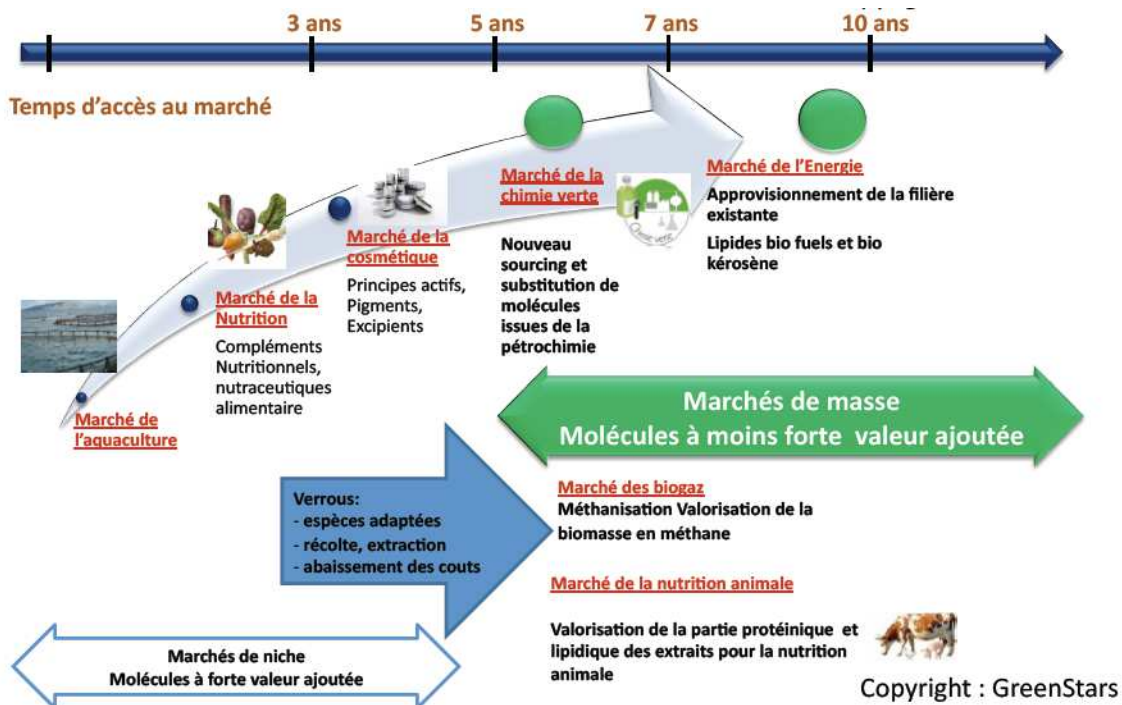 3 ans
5 ans
7 ans
10 ans
Temps d'accès au marché
Marché de
l'aquaculture
Marché de la
Nutrition
Compléments
Nutritionnels,
nutraceutiques
alimentaire
Marché de la
cosmétique
Principes actifs,
Pigments,
Excipients
Marché de la
chimie verte
Nouveau
sourcing et
substitution de
molécules
issues de la
pétrochimie
Marché de l'Energie
Approvisionnement de la filière
existante
Lipides bio fuels et bio
kérosène
Marchés de masse
Molécules à moins forte valeur ajoutée
Verrous:
- espèces adaptées
- récolte, extraction
- abaissement des couts
Marché des biogaz
Méthanisation Valorisation de la
biomasse en méthane
Marché de la nutrition animale
Valorisation de la partie protéinique et
lipidique des extraits pour la nutrition
animale
Marchés de niche
Molécules à forte valeur ajoutée
Copyright : GreenStars